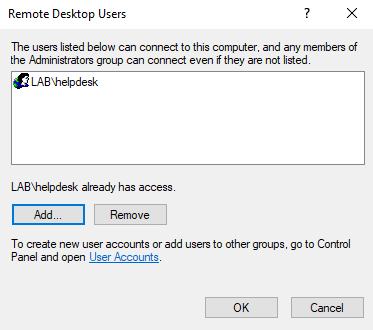 Remote Desktop Users
The users listed below can connect to this computer, and any members of
the Administrators group can connect even if they are not listed.
LAB\helpdesk
LAB\helpdesk already has access.
Add... Remove
To create new user accounts or add users to other groups, go to Control
Panel and open User Accounts.
OK Cancel